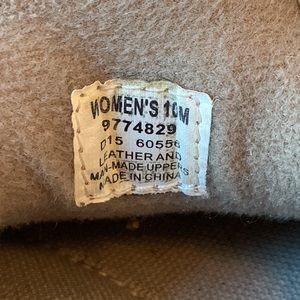 WOMEN'S 10M
9774829
D15 60556
LEATHER AND
MAN-MADE UPPERS
MADE IN CHINA